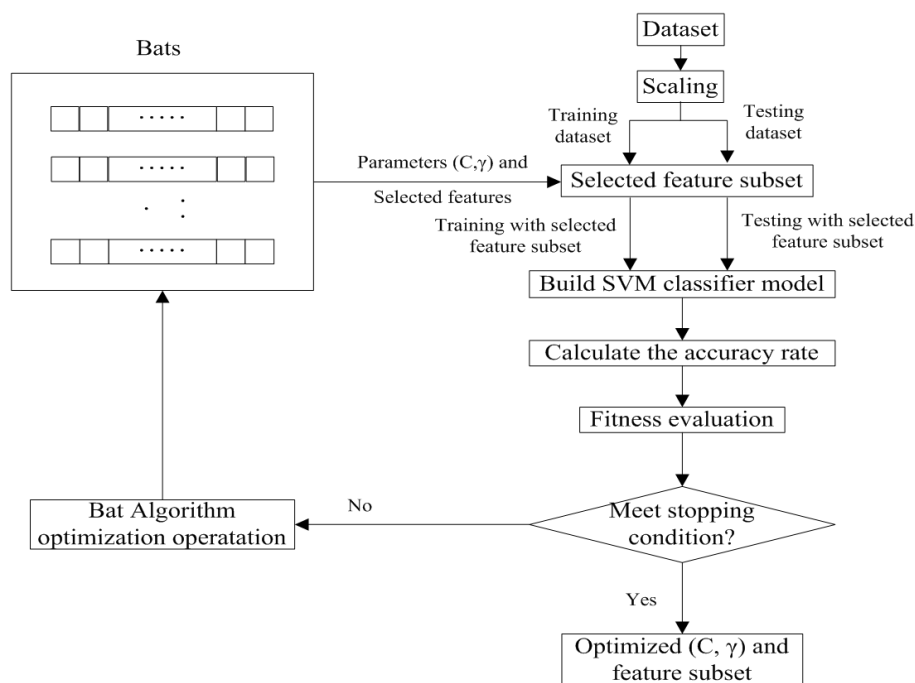 Bats
Dataset
Scaling
Training
dataset
Testing
dataset
Parameters (C,γ) and
Selected features
Selected feature subset
Training with selected
feature subset
Testing with selected
feature subset
Build SVM classifier model
Calculate the accuracy rate
Fitness evaluation
Meet stopping
condition?
No
Bat Algorithm
optimization operatation
Yes
Optimized (C, γ) and
feature subset